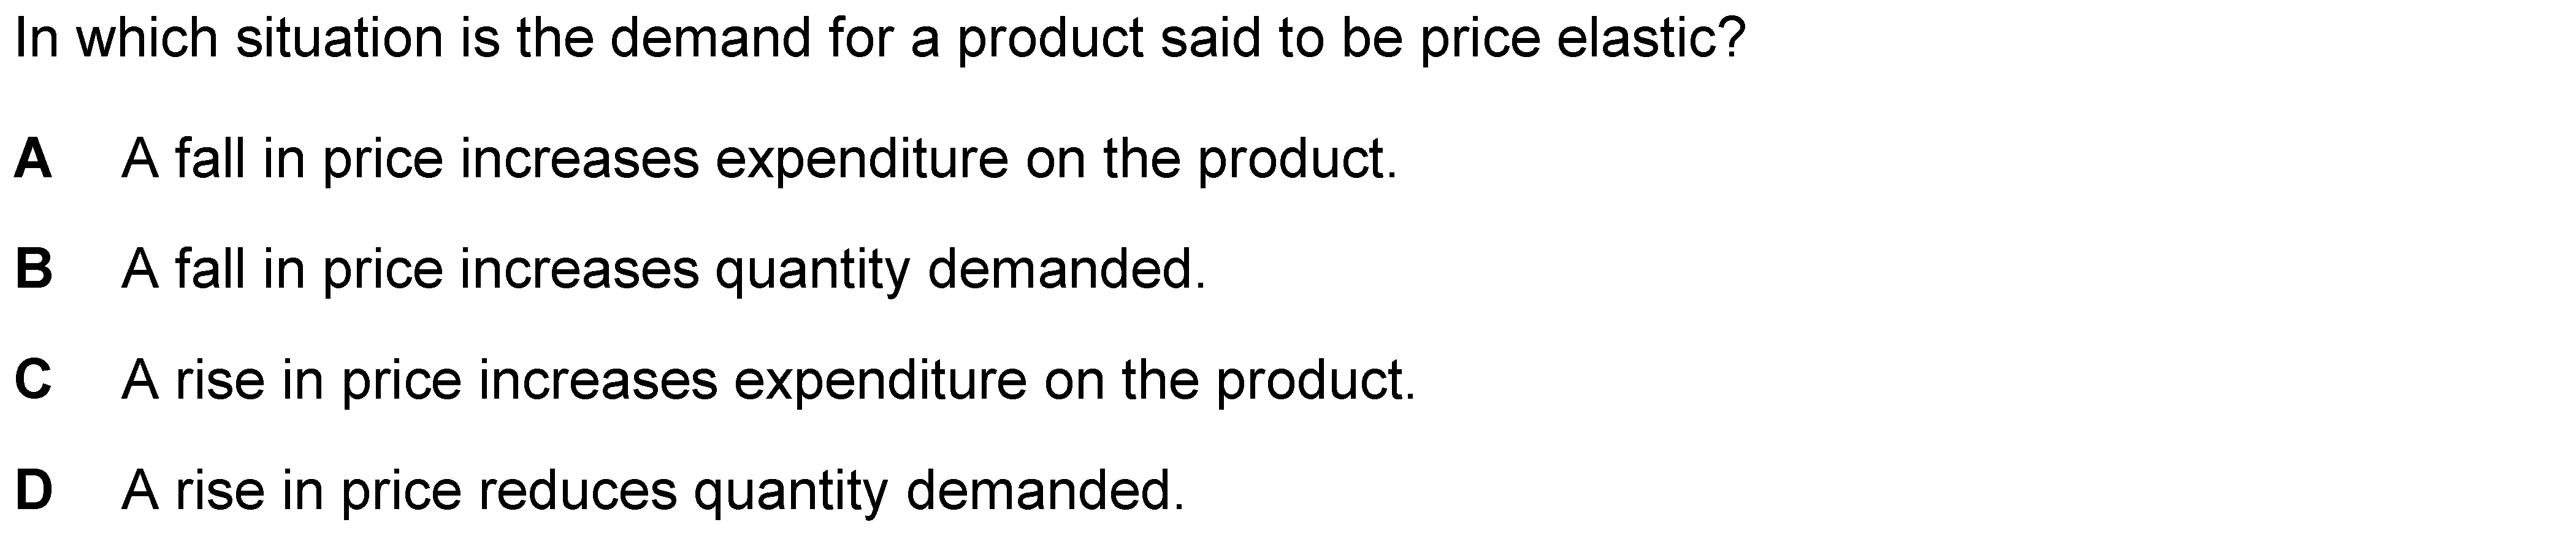 In which situation is the demand for a product said to be price elastic?
A A fall in price increases expenditure on the product.
B A fall in price increases quantity demanded.
C A rise in price increases expenditure on the product.
D A rise in price reduces quantity demanded.